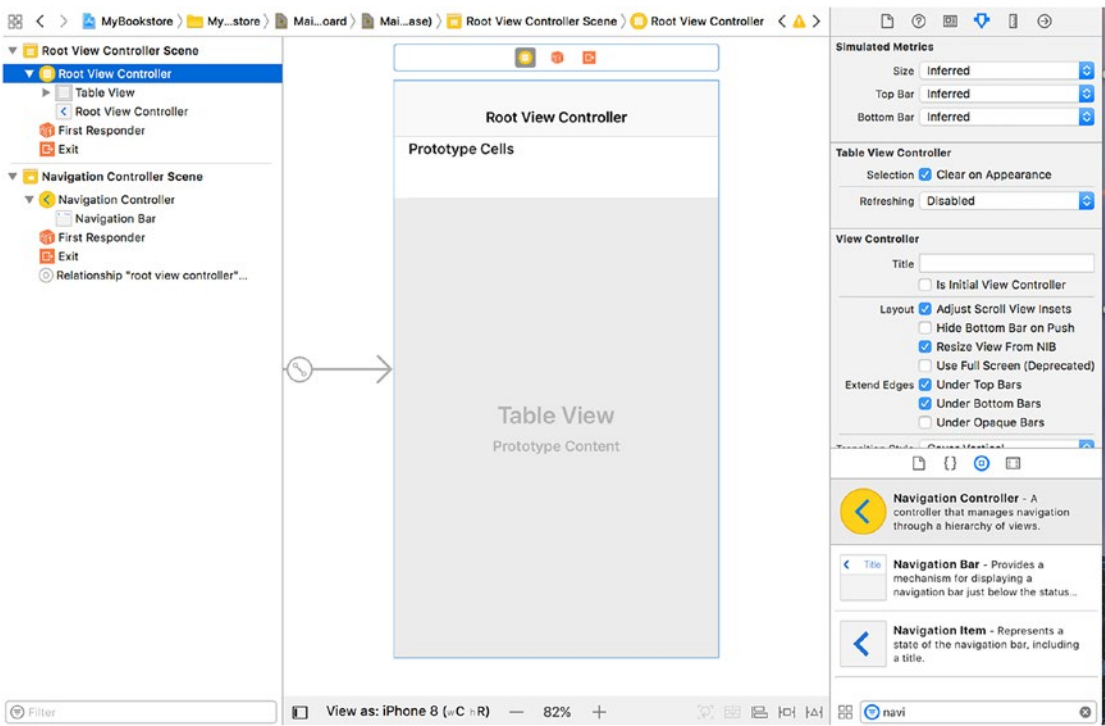 MyBookstore
My...store
Mai...oard
Mai...ase)
Root View Controller Scene
Root View Controller
Root View Controller Scene
Root View Controller
Table View
Root View Controller
First Responder
Exit
Navigation Controller Scene
Navigation Controller
Navigation Bar
First Responder
Exit
Relationship "root view controller"...
Filter
Root View Controller
Prototype Cells
Table View
Prototype Content
View as: iPhone 8 (wC hR) — 82% +
Simulated Metrics
Size Inferred
Top Bar Inferred
Bottom Bar Inferred
Table View Controller
Selection Clear on Appearance
Refreshing Disabled
View Controller
Title
Is Initial View Controller
Layout Adjust Scroll View Insets
Hide Bottom Bar on Push
Resize View From NIB
Use Full Screen (Deprecated)
Extend Edges Under Top Bars
Under Bottom Bars
Under Opaque Bars
Navigation Controller - A
controller that manages navigation
through a hierarchy of views.
Title
Navigation Bar - Provides a
mechanism for displaying a
navigation bar just below the status...
Navigation Item - Represents a
state of the navigation bar, including
a title.
navi